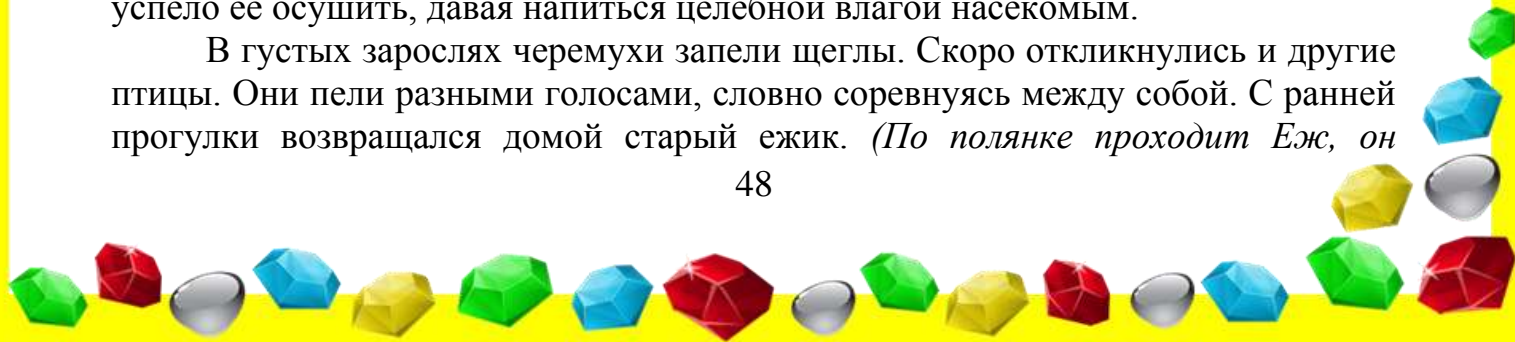 успело ее осушить, давая напиться целебной влагой насекомым.
В густых зарослях черемухи запели щеглы. Скоро откликнулись и другие
птицы. Они пели разными голосами, словно соревнуясь между собой. С ранней
прогулки возвращался домой старый ежик. (По полянке проходит Еж, он
48